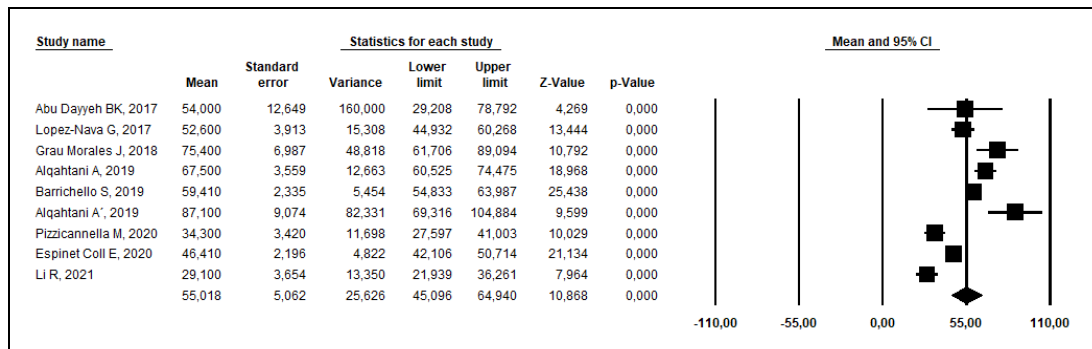 Study name Statistics for each study Mean and 95% CI
Standard Lower Upper
Mean error Variance limit limit Z-Value p-Value
Abu Dayyeh BK, 2017 54,000 12,649 160,000 29,208 78,792 4,269 0,000
Lopez-Nava G, 2017 52,600 3,913 15,308 44,932 60,268 13,444 0,000
Grau Morales J, 2018 75,400 6,987 48,818 61,706 89,094 10,792 0,000
Alqahtani A, 2019 67,500 3,559 12,663 60,525 74,475 18,968 0,000
Barrichello S, 2019 59,410 2,335 5,454 54,833 63,987 25,438 0,000
Alqahtani A´, 2019 87,100 9,074 82,331 69,316 104,884 9,599 0,000
Pizzicannella M, 2020 34,300 3,420 11,698 27,597 41,003 10,029 0,000
Espinet Coll E, 2020 46,410 2,196 4,822 42,106 50,714 21,134 0,000
Li R, 2021 29,100 3,654 13,350 21,939 36,261 7,964 0,000
55,018 5,062 25,626 45,096 64,940 10,868 0,000
-110,00 -55,00 0,00 55,00 110,00